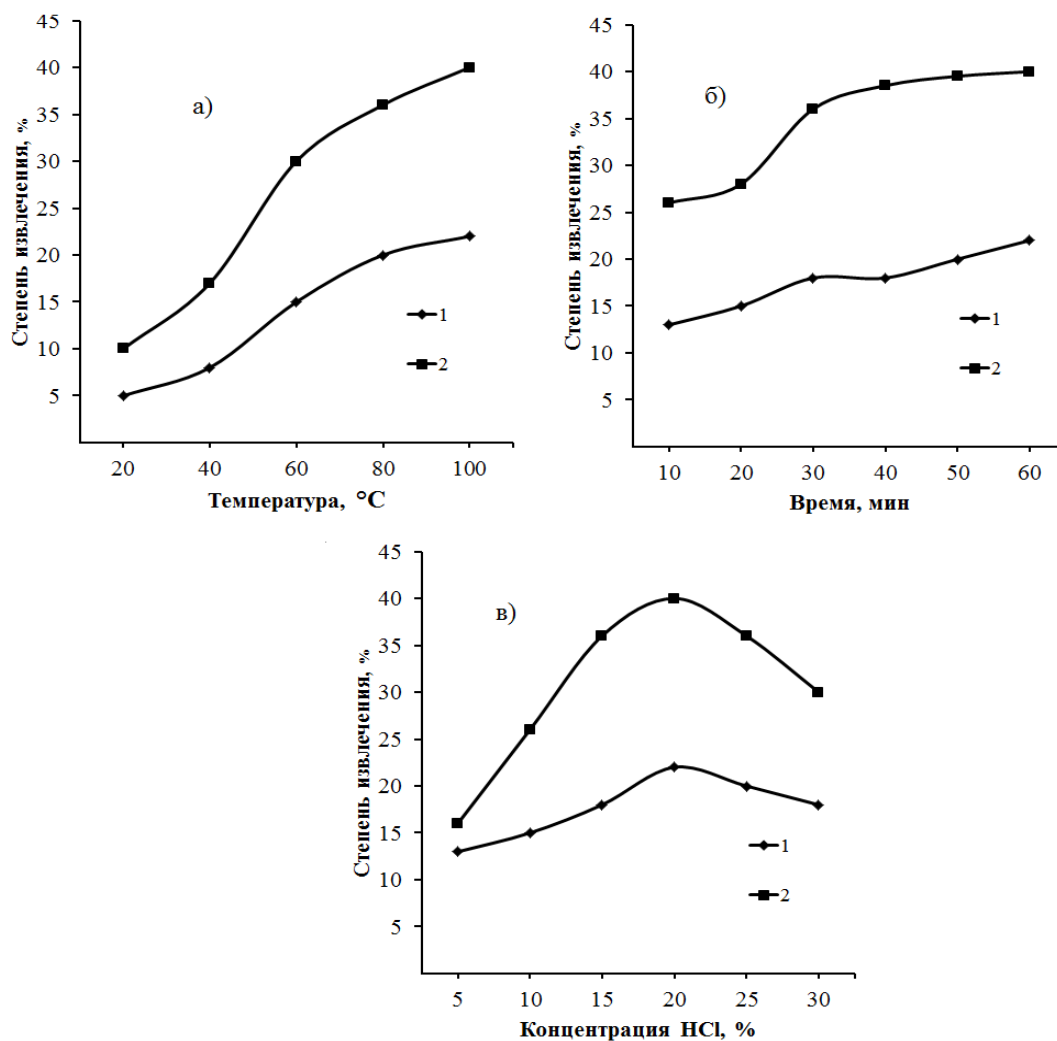 45
40
35
30
25
20
15
10
5
Степень извлечения, %
а)
1
2
20 40 60 80 100
Температура, °С
45
40
35
30
25
20
15
10
5
Степень извлечения, %
б)
1
2
10 20 30 40 50 60
Время, мин
45
40
35
30
25
20
15
10
5
Степень извлечения, %
в)
1
2
5 10 15 20 25 30
Концентрация HCl, %